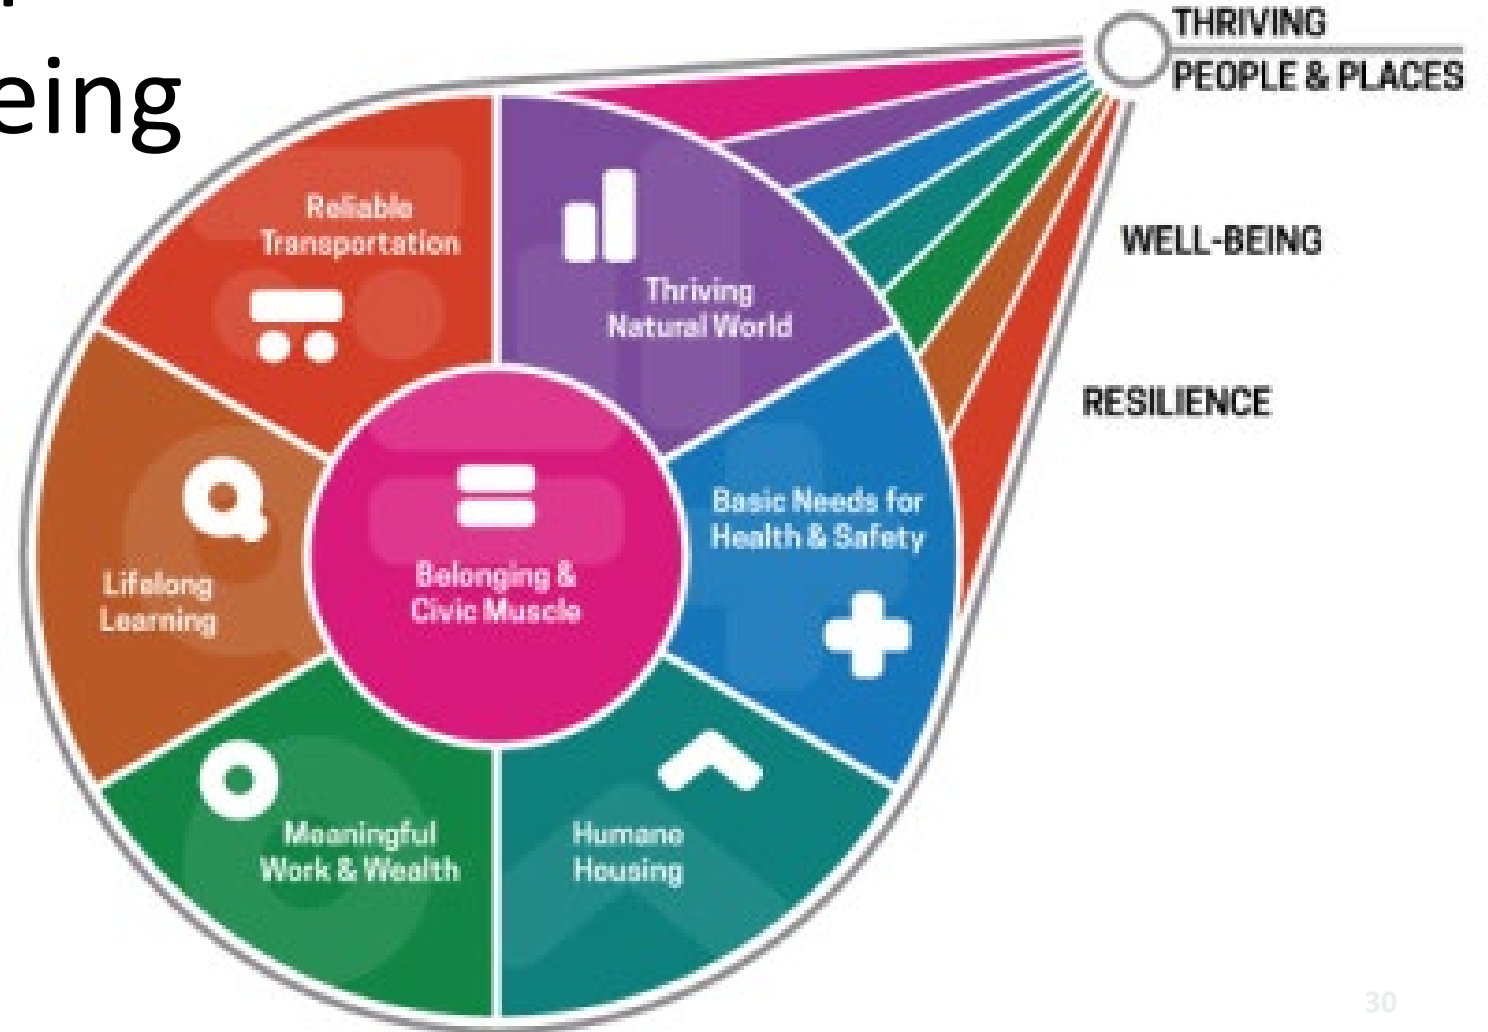 eing
THRIVING
PEOPLE & PLACES
WELL-BEING
RESILIENCE
Reliable
Transportation
Thriving
Natural World
Basic Needs for
Health & Safety
Belonging &
Civic Muscle
Lifelong
Learning
Meaningful
Work & Wealth
Humane
Housing
30